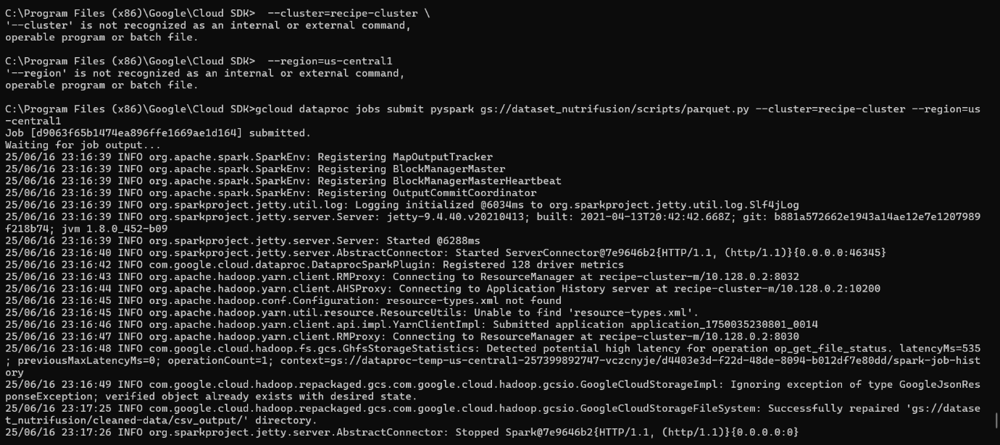 C:\Program Files (x86)\Google\Cloud SDK>  --cluster=recipe-cluster \
'--cluster' is not recognized as an internal or external command,
operable program or batch file.
C:\Program Files (x86)\Google\Cloud SDK>  --region=us-central1
'--region' is not recognized as an internal or external command,
operable program or batch file.
C:\Program Files (x86)\Google\Cloud SDK>gcloud dataproc jobs submit pyspark gs://dataset_nutrifusion/scripts/parquet.py --cluster=recipe-cluster --region=us
-central1
Job [d9063f65b1474ea896ffe1669ae1d164] submitted.
Waiting for job output...
25/06/16 23:16:39 INFO org.apache.spark.SparkEnv: Registering MapOutputTracker
25/06/16 23:16:39 INFO org.apache.spark.SparkEnv: Registering BlockManagerMaster
25/06/16 23:16:39 INFO org.apache.spark.SparkEnv: Registering BlockManagerMasterHeartbeat
25/06/16 23:16:39 INFO org.apache.spark.SparkEnv: Registering OutputCommitCoordinator
25/06/16 23:16:39 INFO org.sparkproject.jetty.util.log: Logging initialized @6034ms to org.sparkproject.jetty.util.log.Slf4jLog
25/06/16 23:16:39 INFO org.sparkproject.jetty.server.Server: jetty-9.4.40.v20210413; built: 2021-04-13T20:42:42.668Z; git: b881a572662e1943a14ae12e7e1207989
f218b74; jvm 1.8.0_452-b09
25/06/16 23:16:39 INFO org.sparkproject.jetty.server.Server: Started @6288ms
25/06/16 23:16:40 INFO org.sparkproject.jetty.server.AbstractConnector: Started ServerConnector@7e9646b2{HTTP/1.1, (http/1.1)}{0.0.0.0:46345}
25/06/16 23:16:42 INFO com.google.cloud.dataproc.DataprocSparkPlugin: Registered 128 driver metrics
25/06/16 23:16:43 INFO org.apache.hadoop.yarn.client.RMProxy: Connecting to ResourceManager at recipe-cluster-m/10.128.0.2:8032
25/06/16 23:16:44 INFO org.apache.hadoop.yarn.client.AHSProxy: Connecting to Application History server at recipe-cluster-m/10.128.0.2:10200
25/06/16 23:16:45 INFO org.apache.hadoop.conf.Configuration: resource-types.xml not found
25/06/16 23:16:45 INFO org.apache.hadoop.yarn.util.resource.ResourceUtils: Unable to find 'resource-types.xml'.
25/06/16 23:16:46 INFO org.apache.hadoop.yarn.client.api.impl.YarnClientImpl: Submitted application application_1750035230801_0014
25/06/16 23:16:47 INFO org.apache.hadoop.yarn.client.RMProxy: Connecting to ResourceManager at recipe-cluster-m/10.128.0.2:8030
25/06/16 23:16:48 INFO com.google.cloud.hadoop.fs.gcs.GhfsStorageStatistics: Detected potential high latency for operation op_get_file_status. latencyMs=535
; previousMaxLatencyMs=0; operationCount=1; context=gs://dataproc-temp-us-central1-257399892747-vczcnyje/d4403e3d-f22d-48de-8094-b012df7e80dd/spark-job-hist
ory
25/06/16 23:16:49 INFO com.google.cloud.hadoop.repackaged.gcs.com.google.cloud.hadoop.gcsio.GoogleCloudStorageImpl: Ignoring exception of type GoogleJsonRes
ponseException; verified object already exists with desired state.
25/06/16 23:17:25 INFO com.google.cloud.hadoop.repackaged.gcs.com.google.cloud.hadoop.gcsio.GoogleCloudStorageFileSystem: Successfully repaired 'gs://datase
t_nutrifusion/cleaned-data/csv_output/' directory.
25/06/16 23:17:26 INFO org.sparkproject.jetty.server.AbstractConnector: Stopped Spark@7e9646b2{HTTP/1.1, (http/1.1)}{0.0.0.0:0}